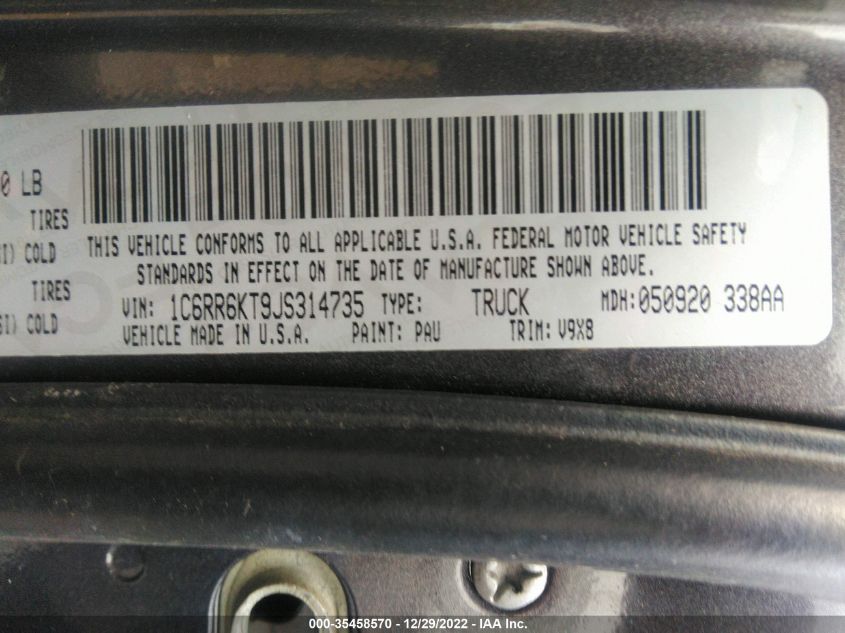 0 LB
TIRES
I) COLD
TIRES
SI) COLD
THIS VEHICLE CONFORMS TO ALL APPLICABLE U.S.A. FEDERAL MOTOR VEHICLE SAFETY
STANDARDS IN EFFECT ON THE DATE OF MANUFACTURE SHOWN ABOVE.
VIN: 1C6RR6KT9JS314735 TYPE: TRUCK MDH: 050920 338AA
VEHICLE MADE IN U.S.A. PAINT: PAU TRIM: V9X8
000-35458570 - 12/29/2022 - IAA Inc.